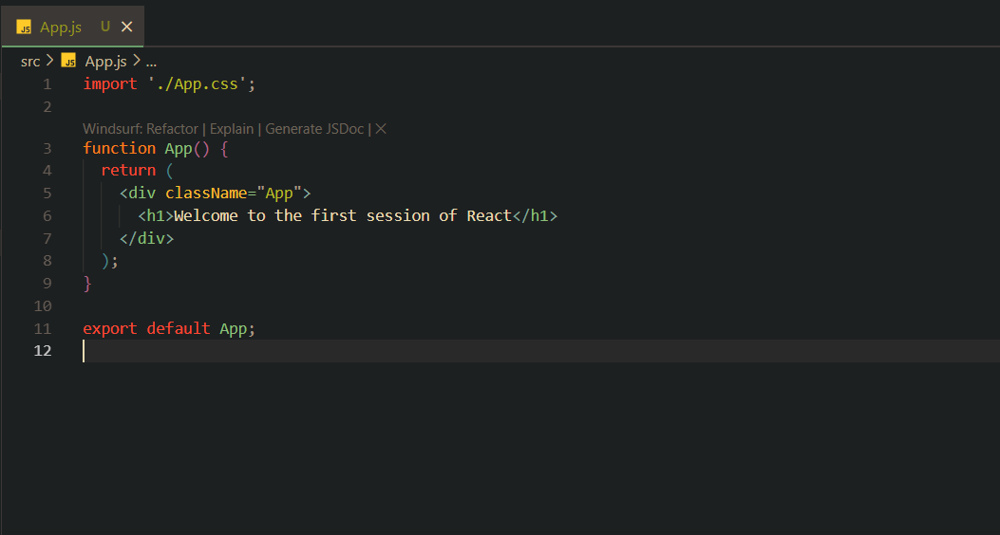 JS App.js U
src > JS App.js > ...
1 import './App.css';
2
Windsurf: Refactor | Explain | Generate JSDoc | ✕
3 function App() {
4   return (
5     <div className="App">
6       <h1>Welcome to the first session of React</h1>
7     </div>
8   );
9 }
10
11 export default App;
12